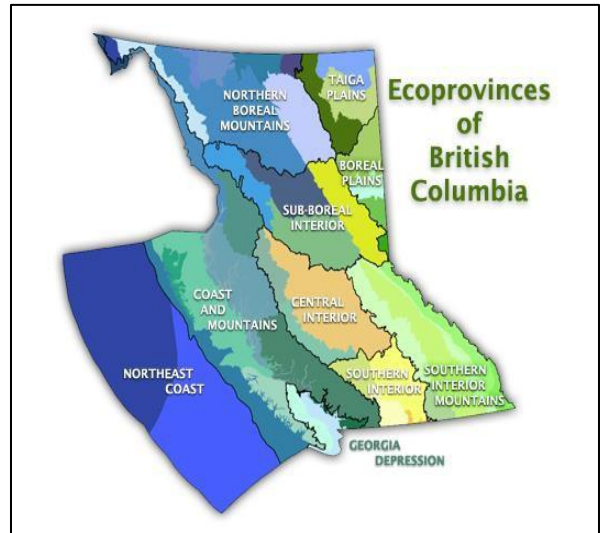 Ecoprovinces
of
British
Columbia
TAIGA
PLAINS
NORTHERN
BOREAL
MOUNTAINS
BOREAL
PLAINS
SUB-BOREAL
INTERIOR
COAST
AND
MOUNTAINS
CENTRAL
INTERIOR
NORTHEAST
COAST
SOUTHERN
INTERIOR
SOUTHERN
INTERIOR
MOUNTAINS
GEORGIA
DEPRESSION